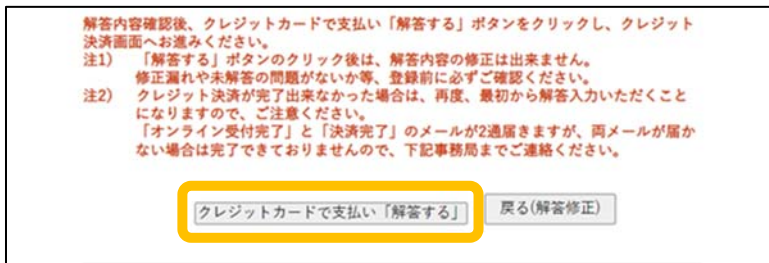 解答内容確認後、クレジットカードで支払い「解答する」ボタンをクリックし、クレジット
決済画面へお進みください。
注1) 「解答する」ボタンのクリック後は、解答内容の修正は出来ません。
修正漏れや未解答の問題がないか等、登録前に必ずご確認ください。
注2) クレジット決済が完了出来なかった場合は、再度、最初から解答入力いただくこと
になりますので、ご注意ください。
「オンライン受付完了」と「決済完了」のメールが2通届きますが、両メールが届か
ない場合は完了できておりませんので、下記事務局までご連絡ください。
クレジットカードで支払い「解答する」 戻る(解答修正)